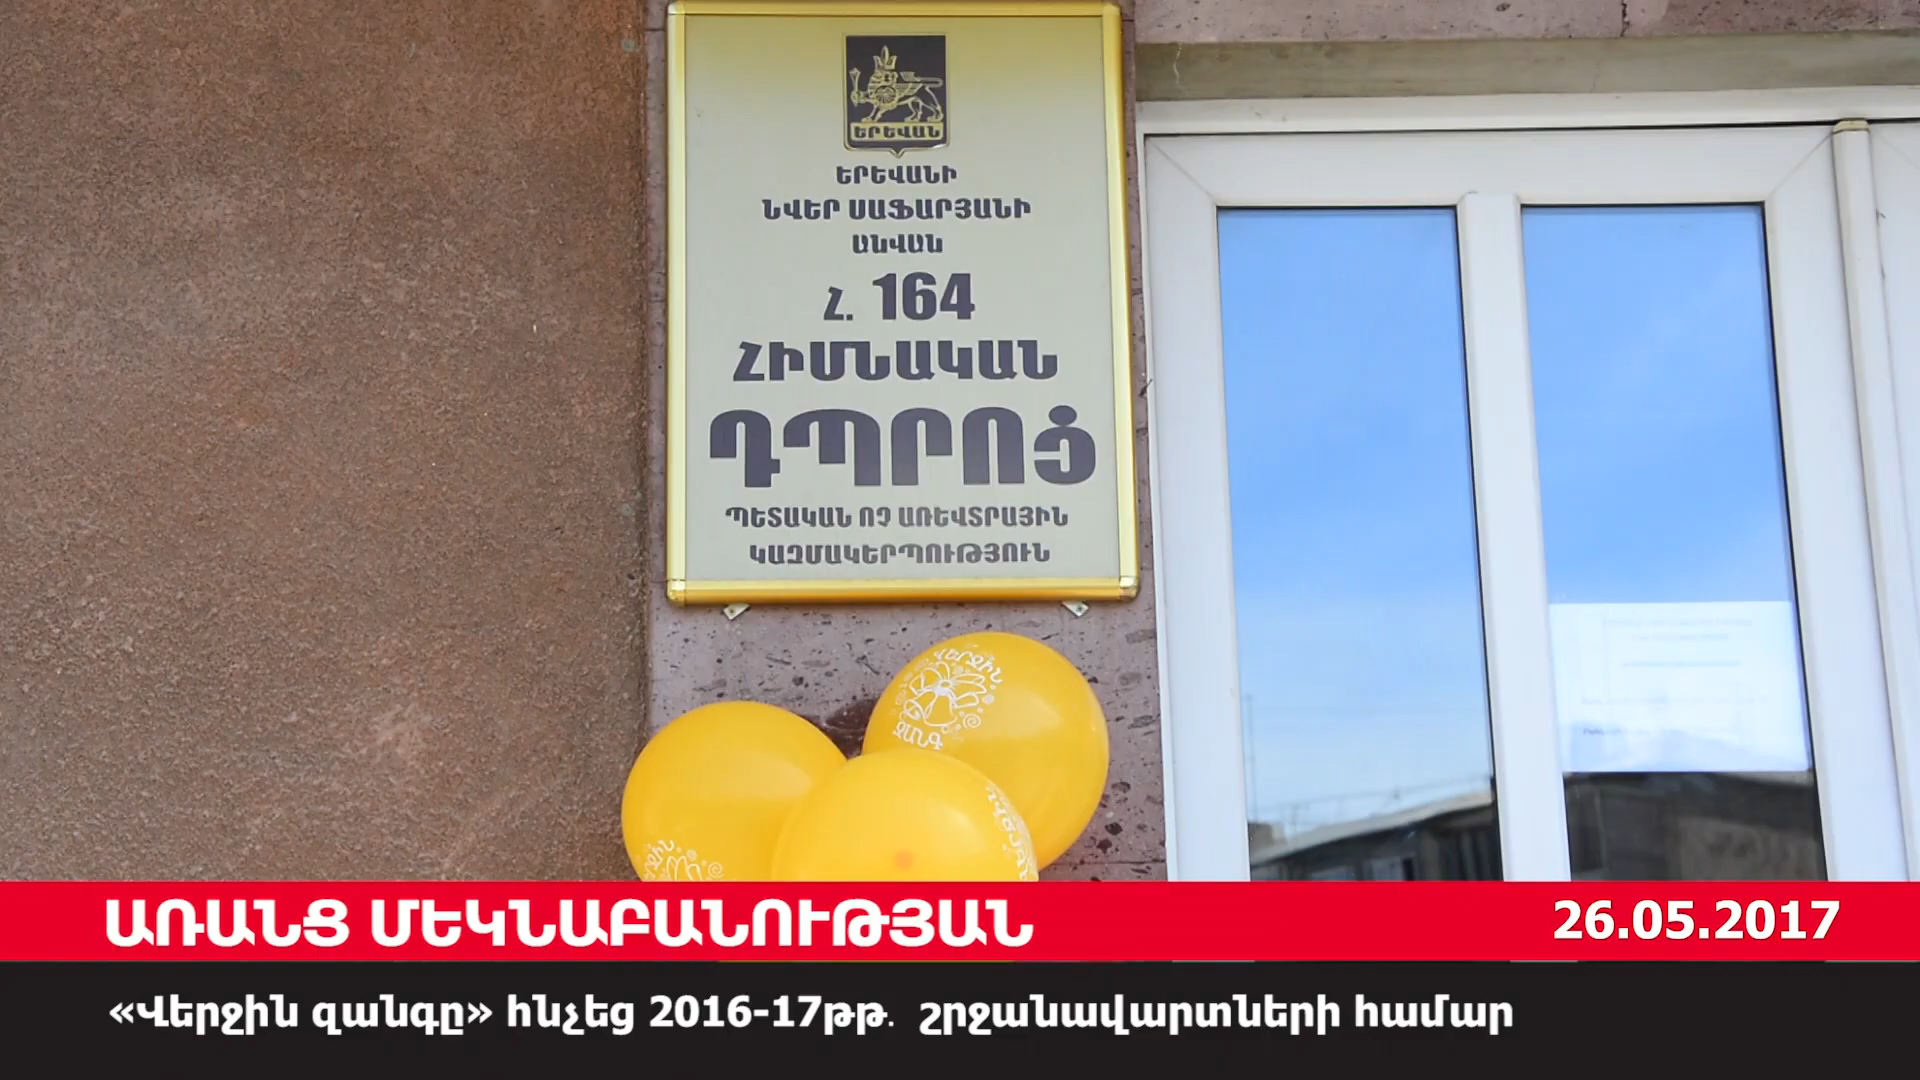 ԵՐԵՎԱՆ
ԵՐԵՎԱՆԻ
ՆՎԵՐ ՍԱՖԱՐՅԱՆԻ
ԱՆՎԱՆ
Հ. 164
ՀԻՄՆԱԿԱՆ
ԴՊՐՈՑ
ՊԵՏԱԿԱՆ ՈՉ ԱՌԵՎՏՐԱՅԻՆ
ԿԱԶՄԱԿԵՐՊՈՒԹՅՈՒՆ
ՎԵՐՋԻՆ
ԶԱՆԳ
ԱՌԱՆՑ ՄԵԿՆԱԲԱՆՈՒԹՅԱՆ
26.05.2017
«Վերջին զանգը» հնչեց 2016-17թթ. շրջանավարտների համար